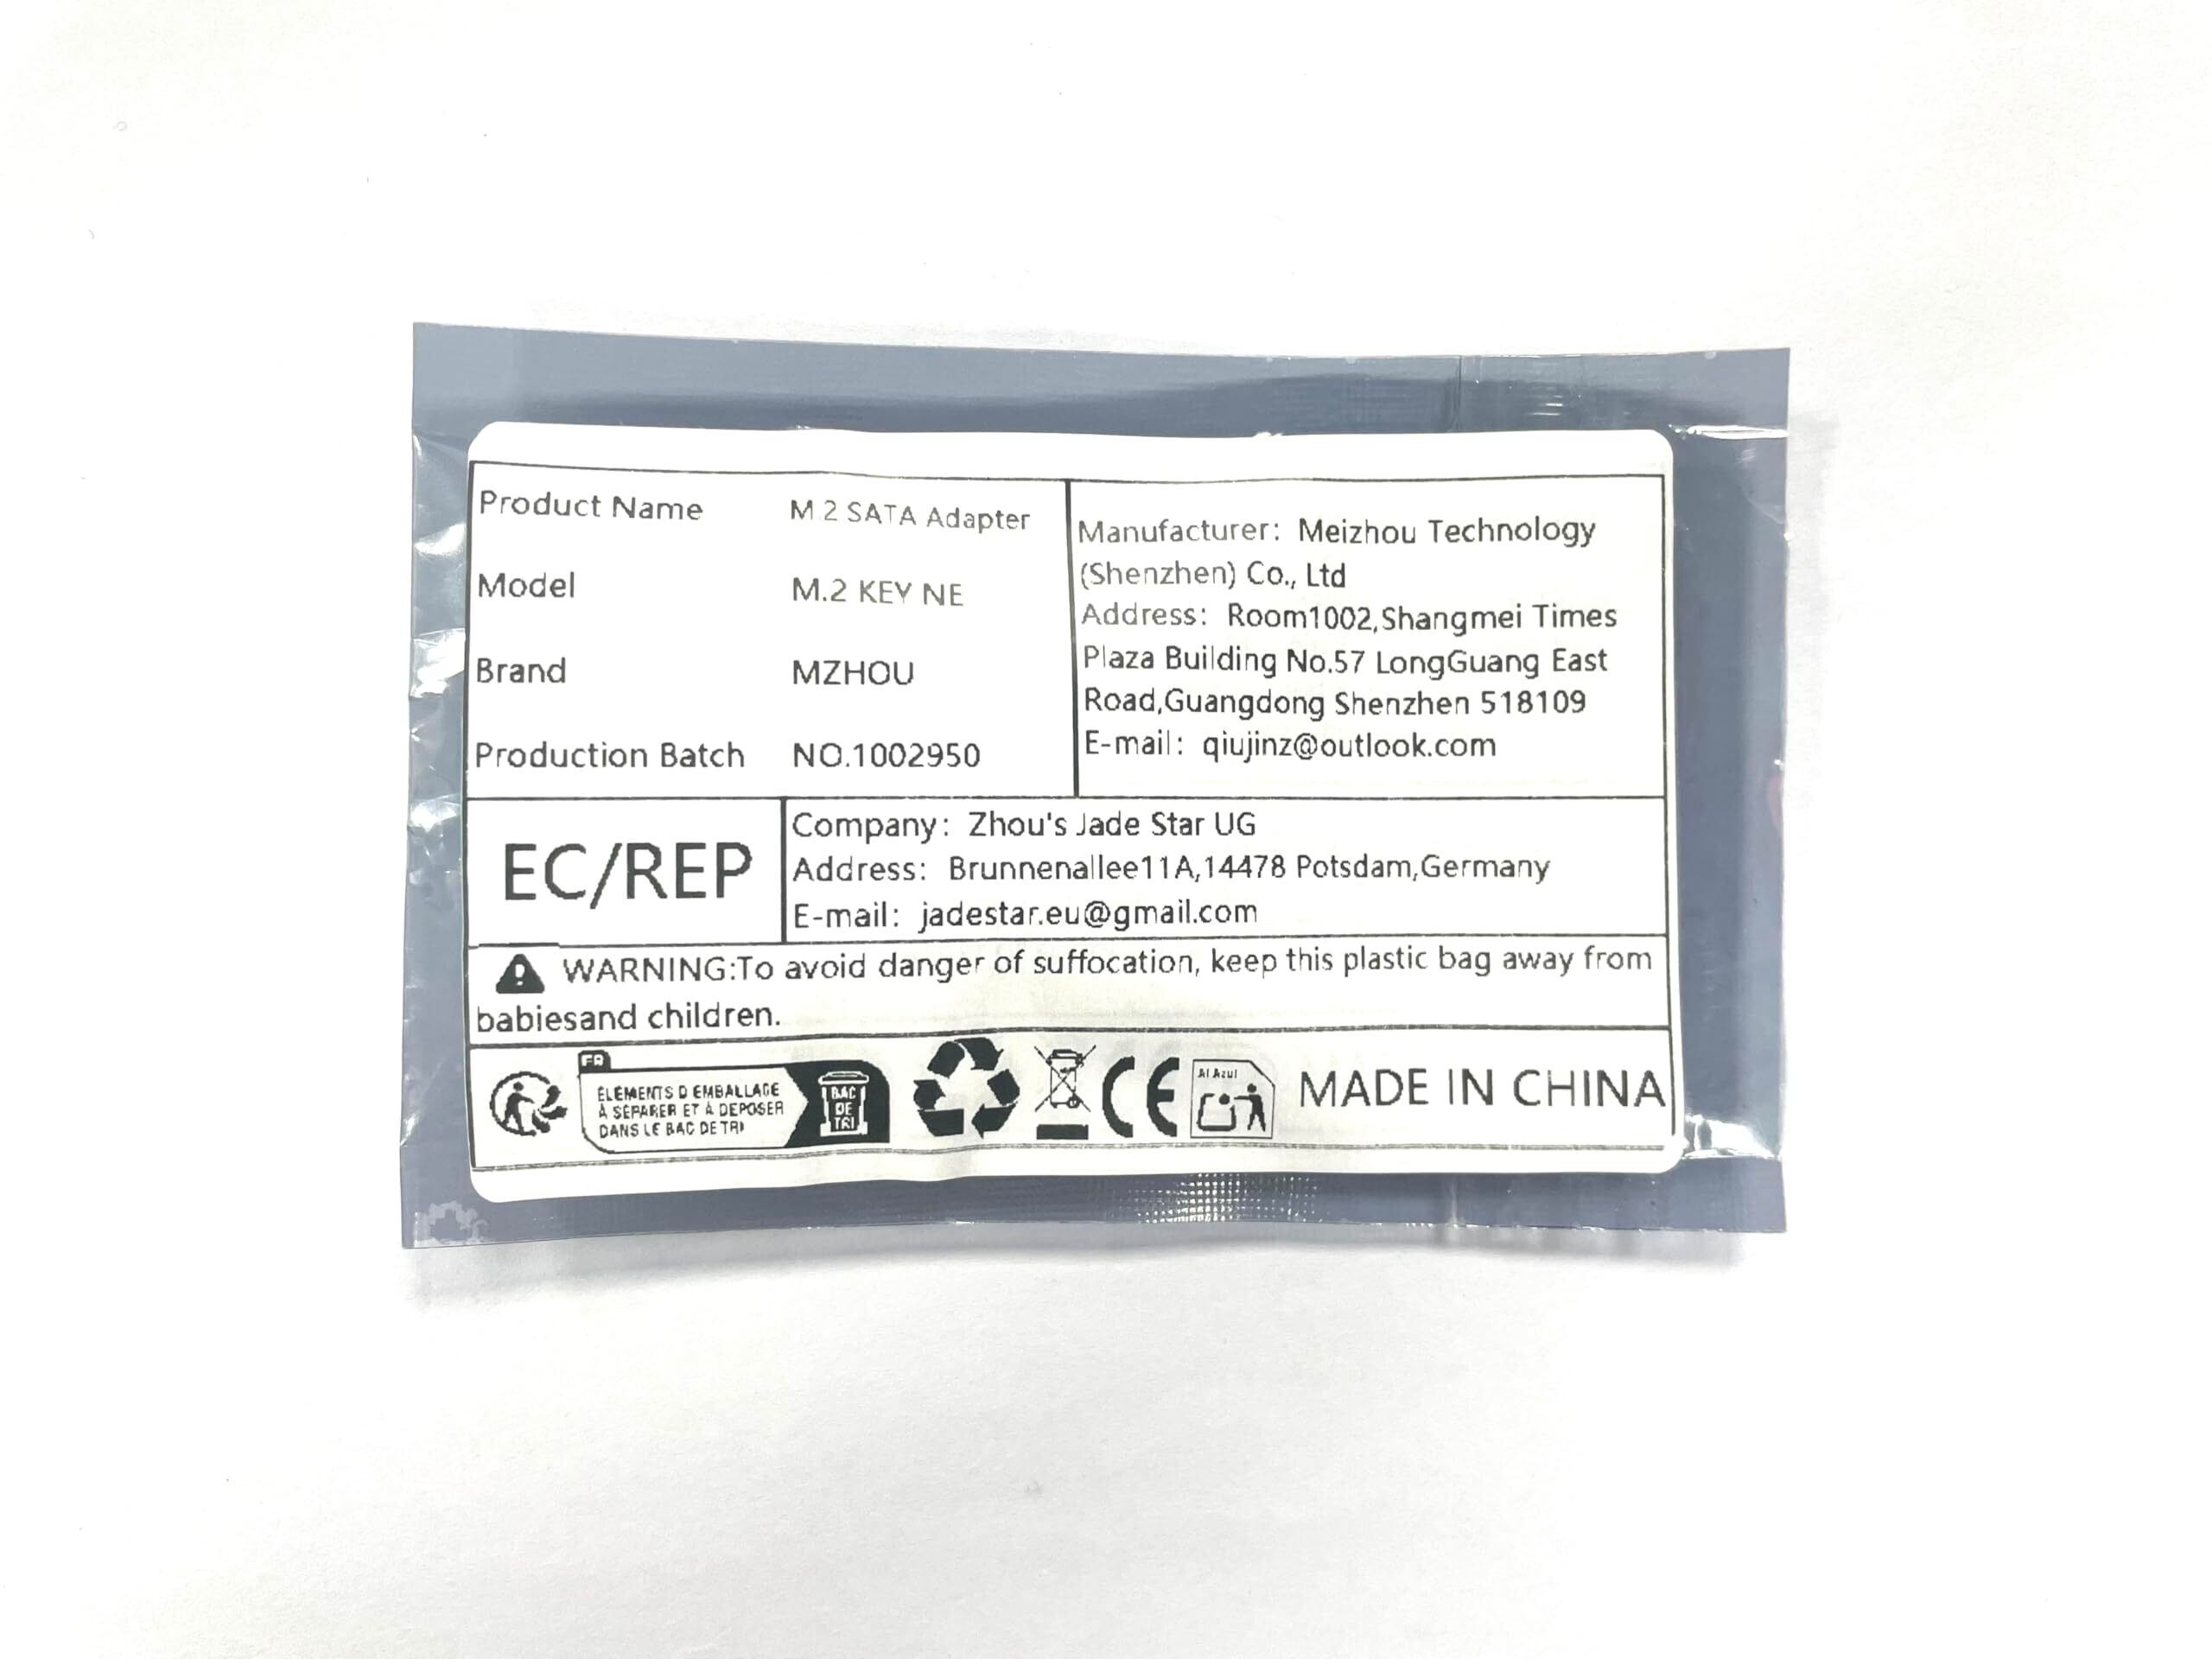 Product Name M.2 SATA Adapter
Model M.2 KEY NE
Brand MZHOU
Production Batch NO.1002950
Manufacturer: Meizhou Technology
(Shenzhen) Co., Ltd
Address: Room1002,Shangmei Times
Plaza Building No.57 LongGuang East
Road,Guangdong Shenzhen 518109
E-mail: qiujinz@outlook.com
EC/REP
Company: Zhou's Jade Star UG
Address: Brunnenallee11A,14478 Potsdam,Germany
E-mail: jadestar.eu@gmail.com
WARNING:To avoid danger of suffocation, keep this plastic bag away from
babiesand children.
FR
ÉLÉMENTS D EMBALLAGE
À SÉPARER ET À DÉPOSER
DANS LE BAC DE TRI
BAC
DE
TRI
CE
Al Azul
MADE IN CHINA